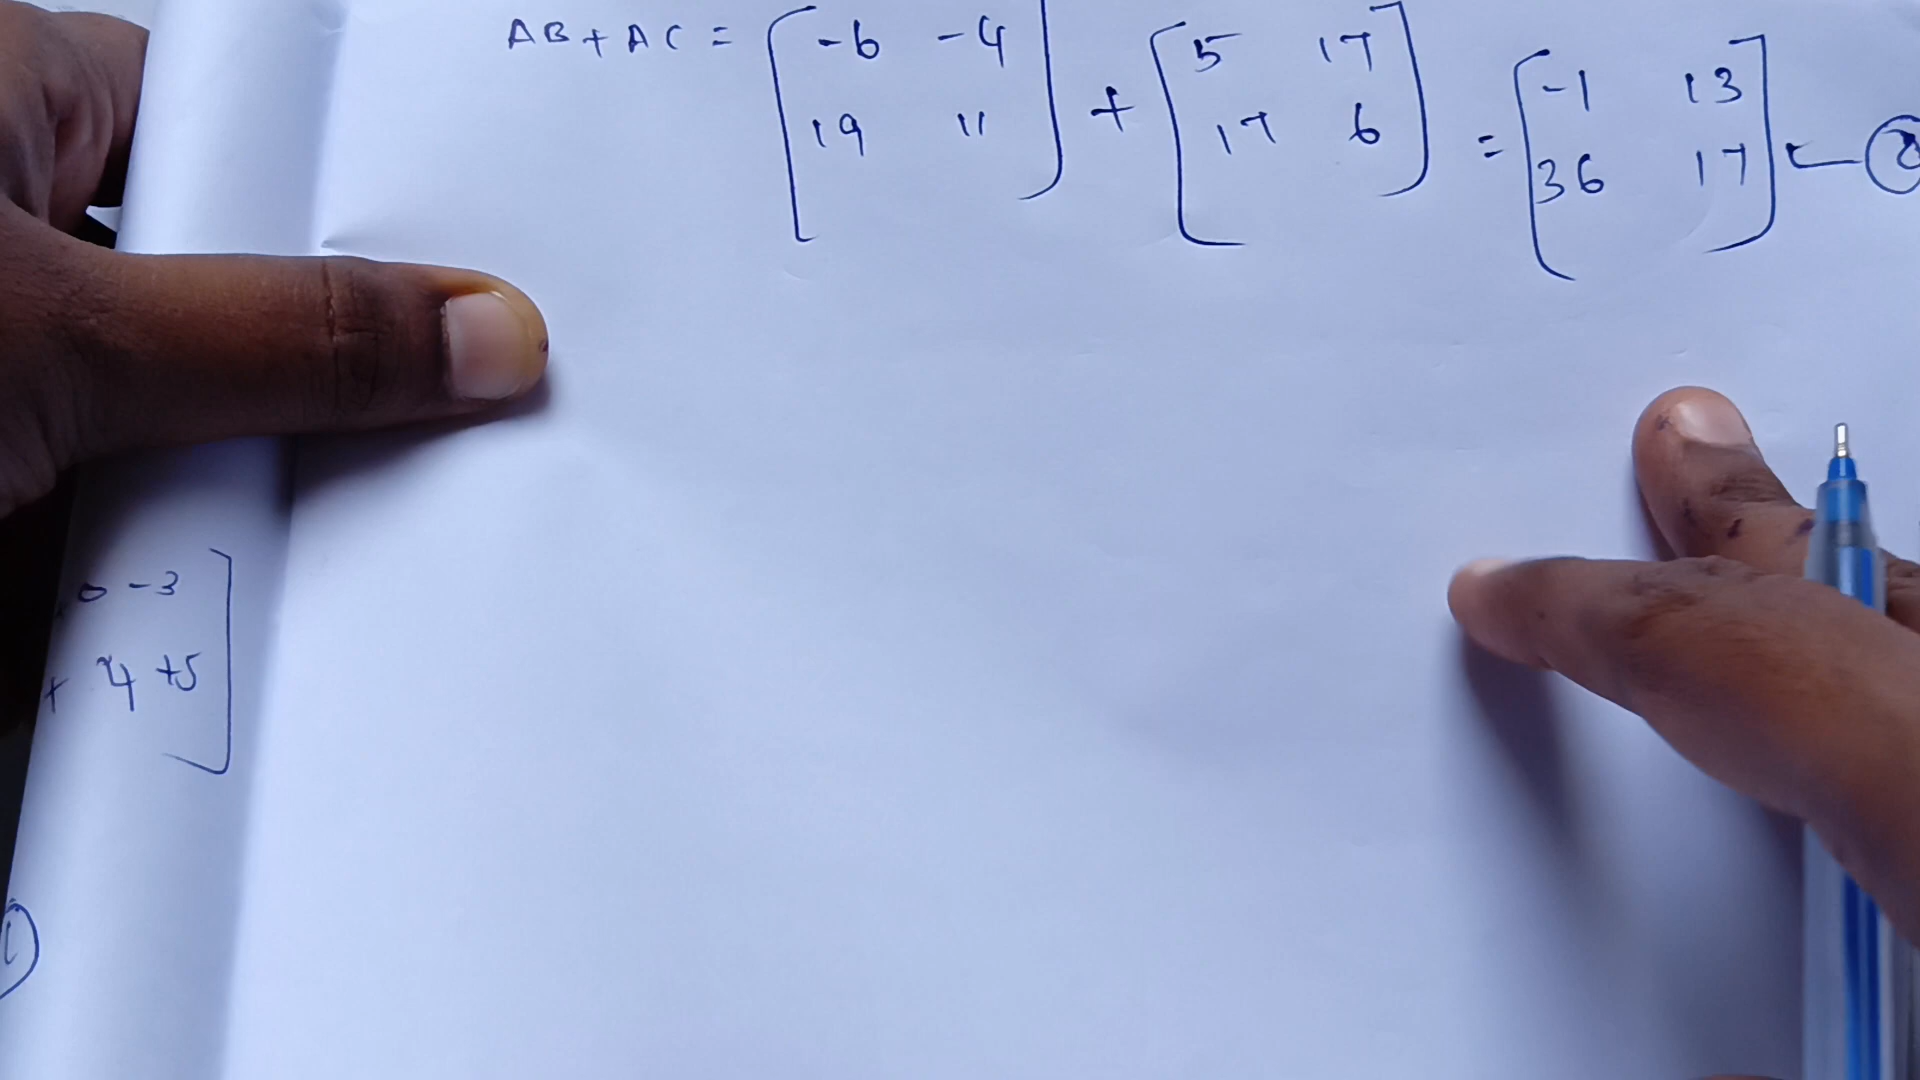 AB + AC = [ -6 -4 ] + [ 5 17 ] = [ -1 13 ] ← ②
[ 19 11 ] [ 17 6 ] [ 36 17 ]
0 - 3 ]
+ 4 + 5 ]